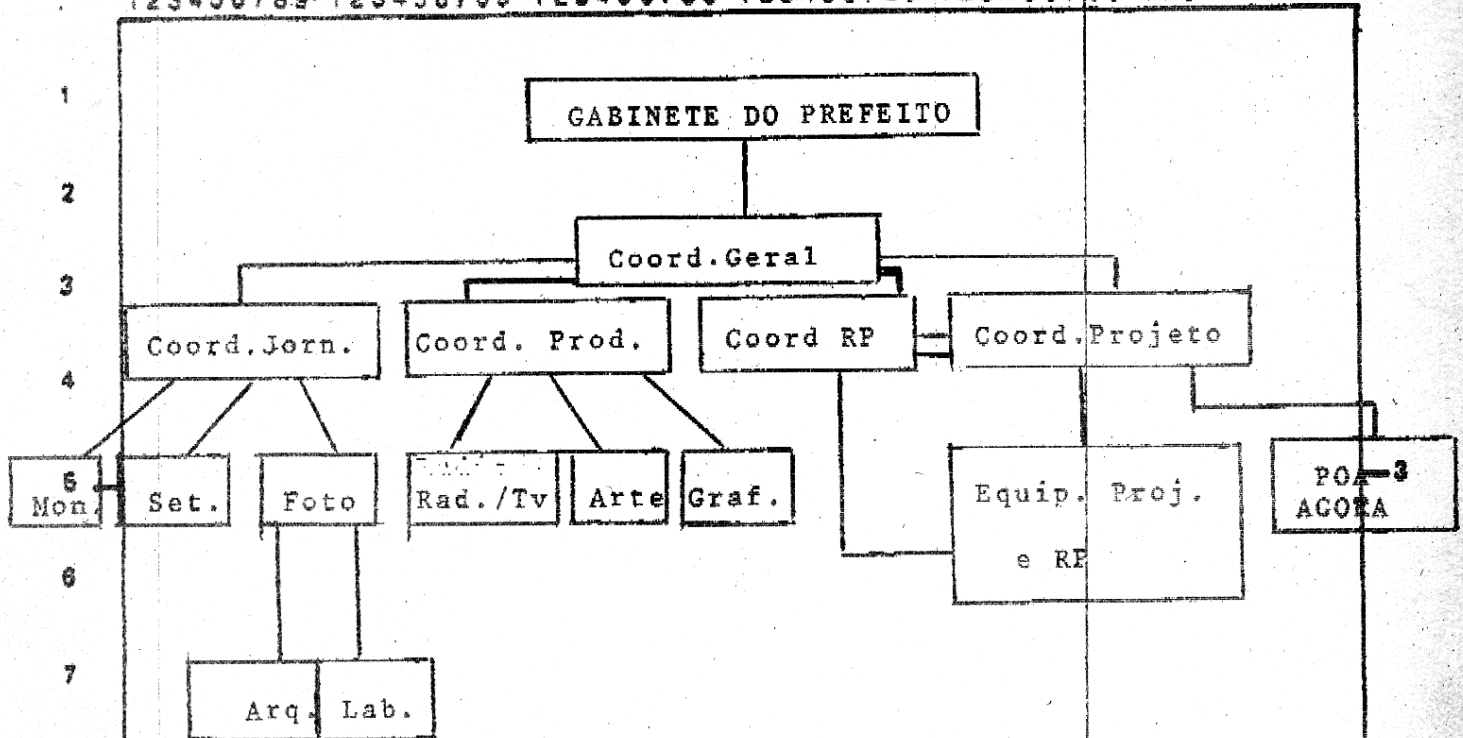 1
GABINETE DO PREFEITO
2
Coord.Geral
3
Coord.Jorn.
Coord. Prod.
Coord RP
Coord.Projeto
4
5
Mon.
Set.
Foto
Rad./Tv
Arte
Graf.
Equip. Proj.
e RP
POA
3
AGORA
6
7
Arq.
Lab.